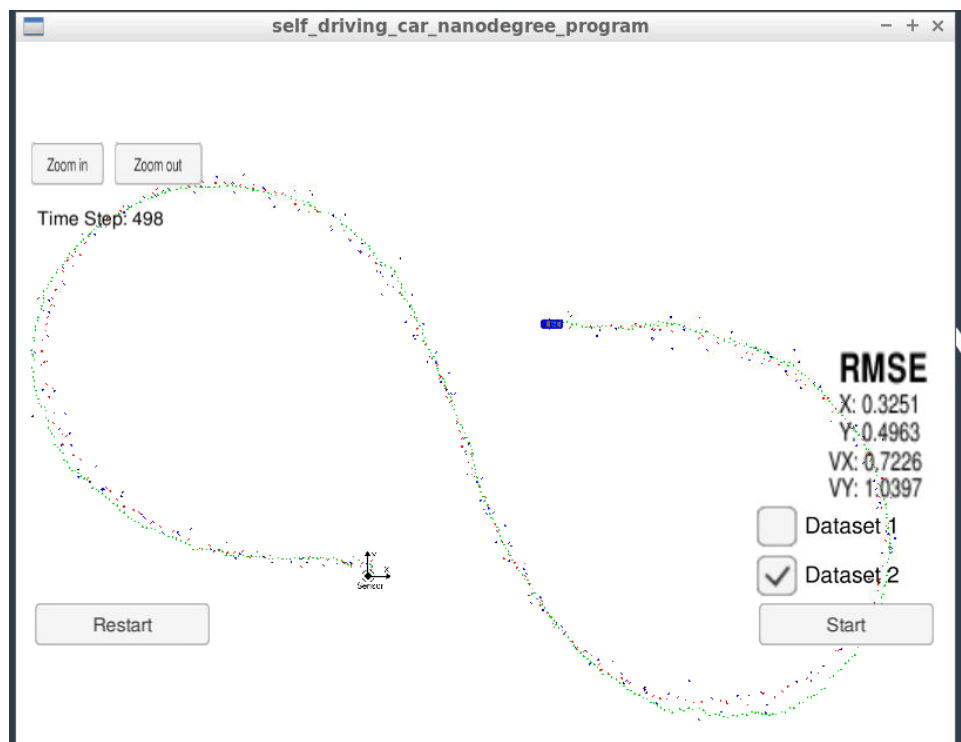 self_driving_car_nanodegree_program
Zoom in
Zoom out
Time Step: 498
RMSE
X: 0.3251
Y: 0.4963
VX: 0.7226
VY: 1.0397
Dataset 1
Dataset 2
Y
X
Sensor
Restart
Start